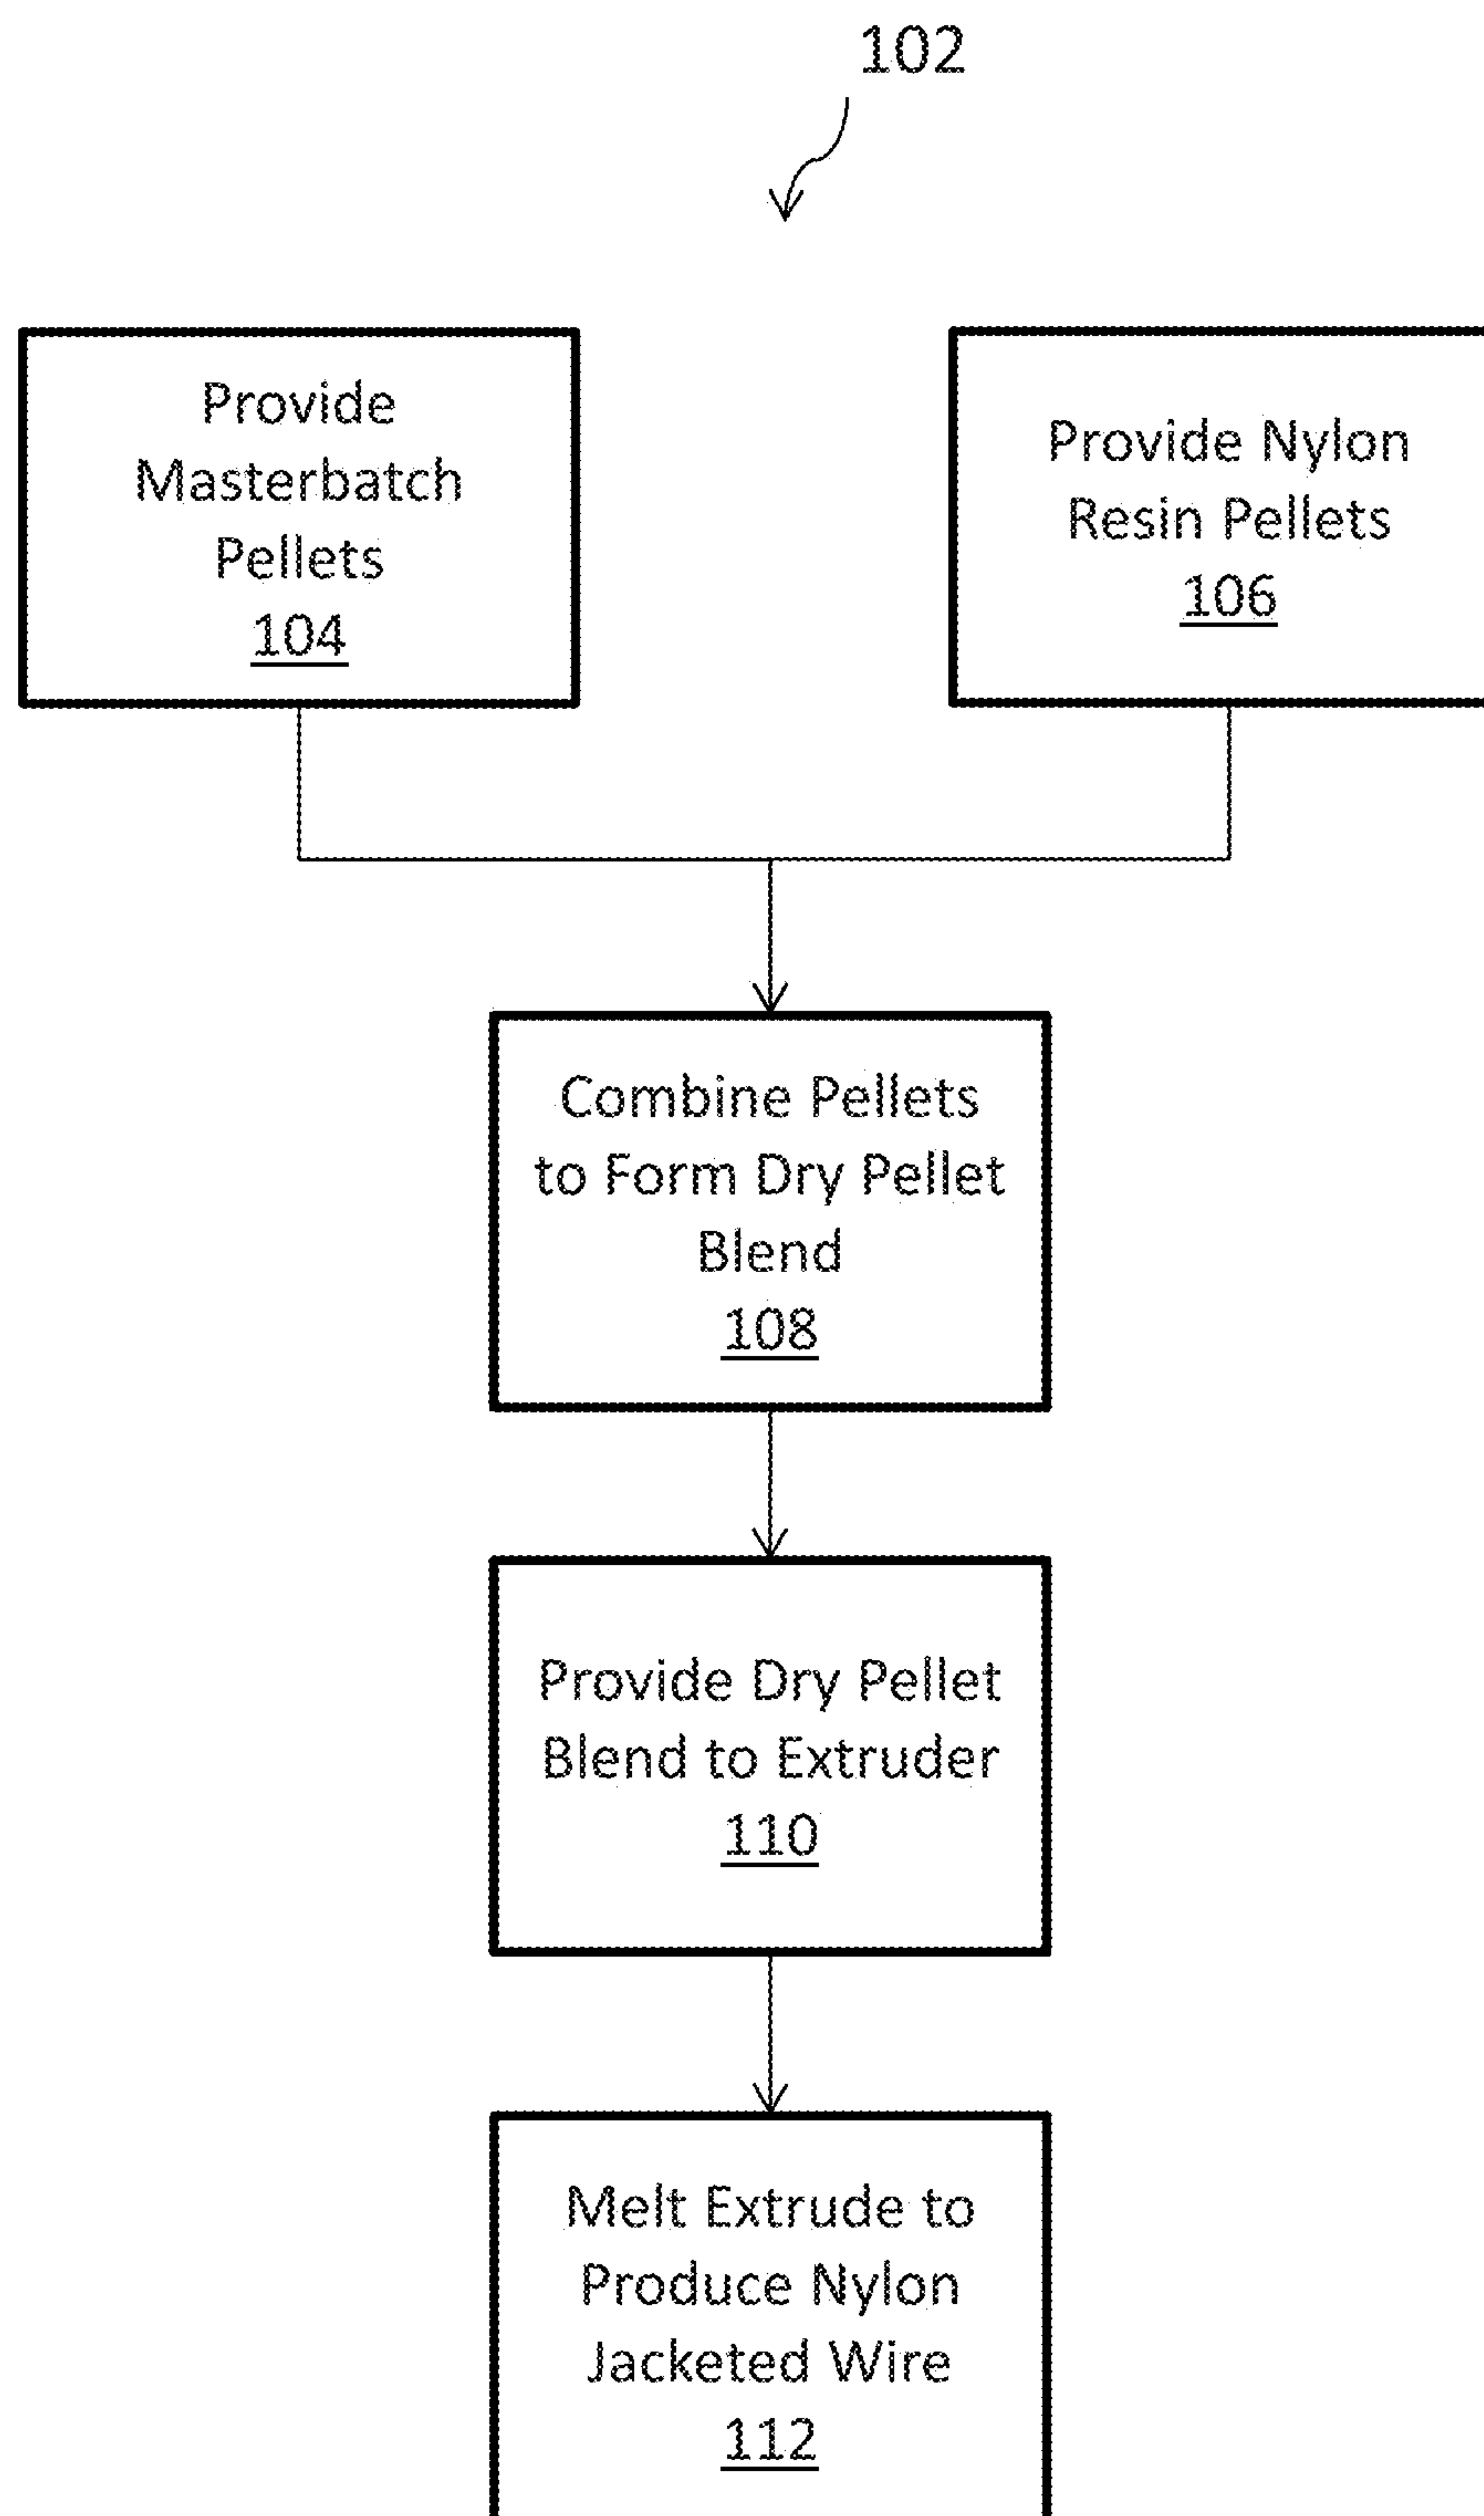 102
Provide
Masterbatch
Pellets
104
Provide Nylon
Resin Pellets
106
Combine Pellets
to Form Dry Pellet
Blend
108
Provide Dry Pellet
Blend to Extruder
110
Melt Extrude to
Produce Nylon
Jacketed Wire
112